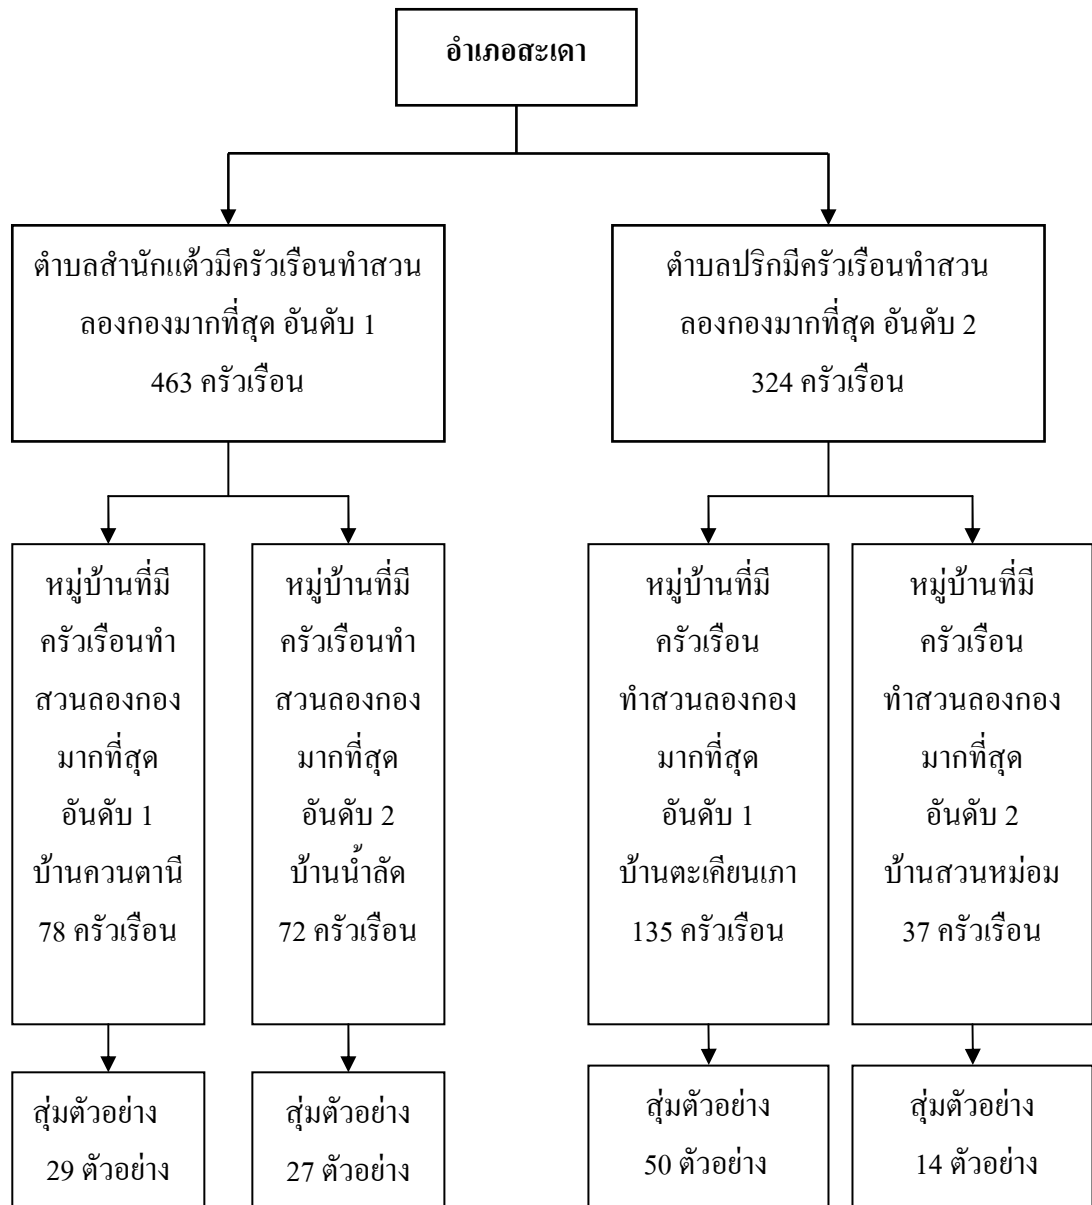 อำเภอสะเดา
ตำบลสำนักแต้วมีครัวเรือนทำสวน
ลองกองมากที่สุด อันดับ 1
463 ครัวเรือน
ตำบลปริกมีครัวเรือนทำสวน
ลองกองมากที่สุด อันดับ 2
324 ครัวเรือน
หมู่บ้านที่มี
ครัวเรือนทำ
สวนลองกอง
มากที่สุด
อันดับ 1
บ้านควนตานี
78 ครัวเรือน
หมู่บ้านที่มี
ครัวเรือนทำ
สวนลองกอง
มากที่สุด
อันดับ 2
บ้านน้ำลัด
72 ครัวเรือน
หมู่บ้านที่มี
ครัวเรือน
ทำสวนลองกอง
มากที่สุด
อันดับ 1
บ้านตะเคียนเภา
135 ครัวเรือน
หมู่บ้านที่มี
ครัวเรือน
ทำสวนลองกอง
มากที่สุด
อันดับ 2
บ้านสวนหม่อม
37 ครัวเรือน
สุ่มตัวอย่าง
29 ตัวอย่าง
สุ่มตัวอย่าง
27 ตัวอย่าง
สุ่มตัวอย่าง
50 ตัวอย่าง
สุ่มตัวอย่าง
14 ตัวอย่าง